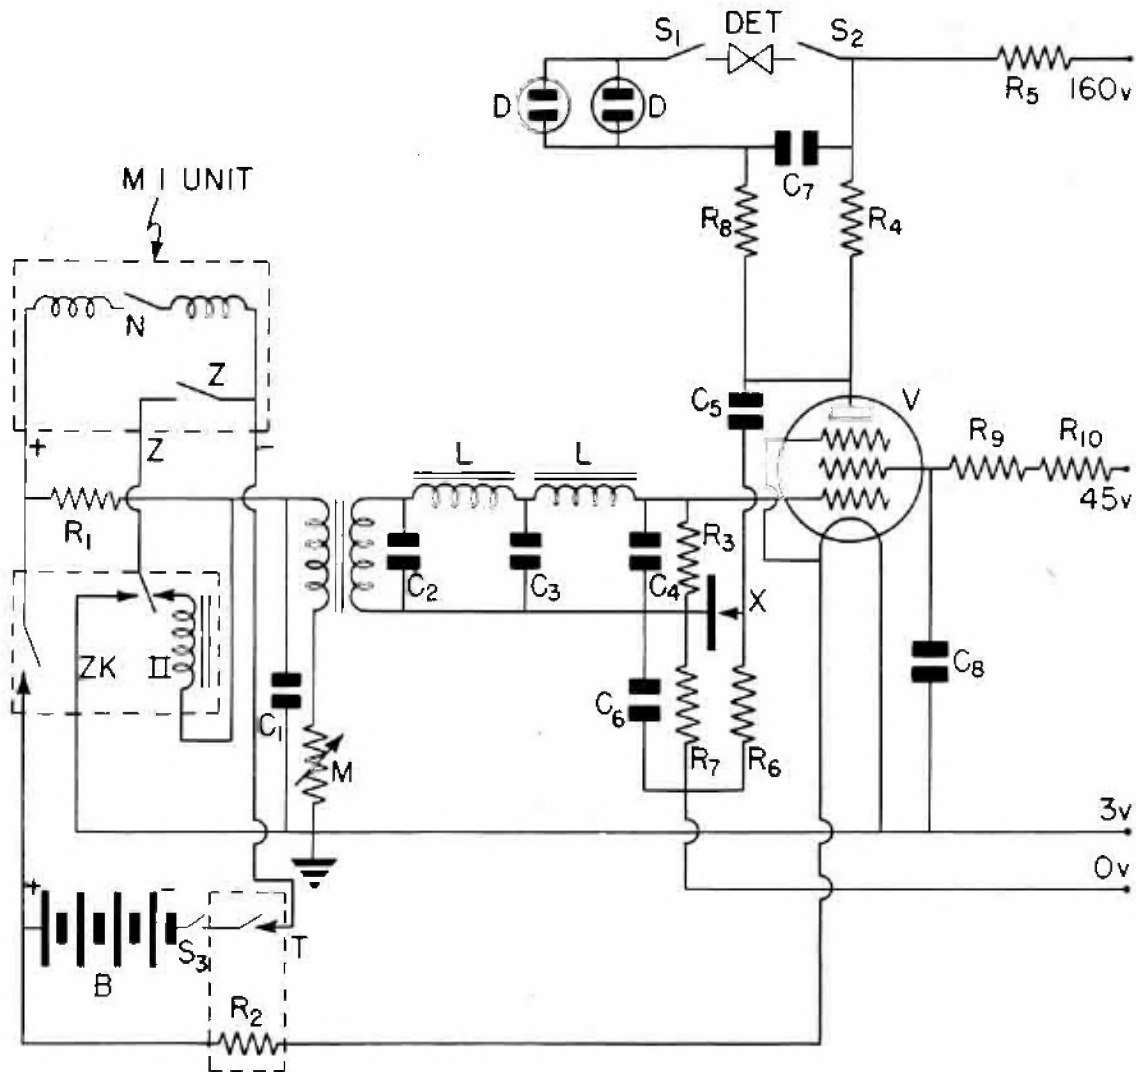 S1 DET S2
D D R5 160v
C7
M I UNIT
R8 R4
N
Z
C5 V
+ Z - L L R9 R10
45v
R1 R3
C2 C3 C4 X
ZK II C8
C1 C6
M R7 R6
3v
0v
+ -
S3 T
B
R2